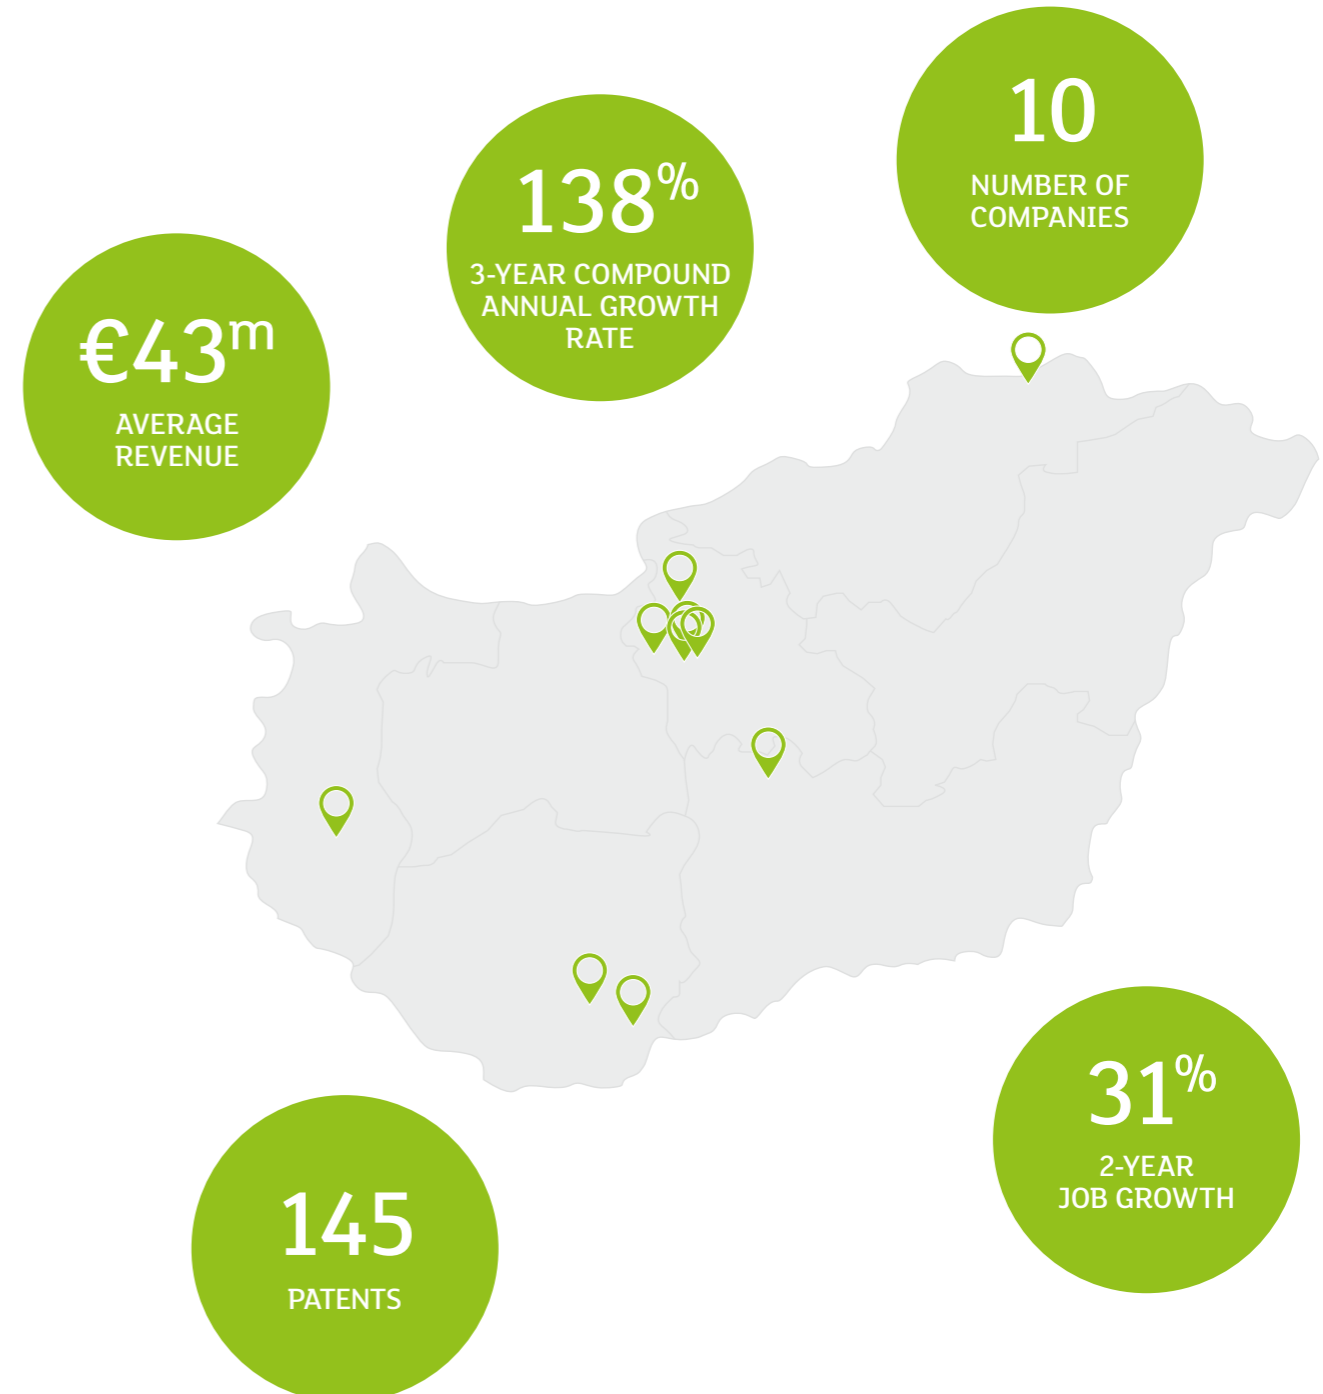 10
NUMBER OF
COMPANIES
138%
3-YEAR COMPOUND
ANNUAL GROWTH
RATE
€43m
AVERAGE
REVENUE
31%
2-YEAR
JOB GROWTH
145
PATENTS